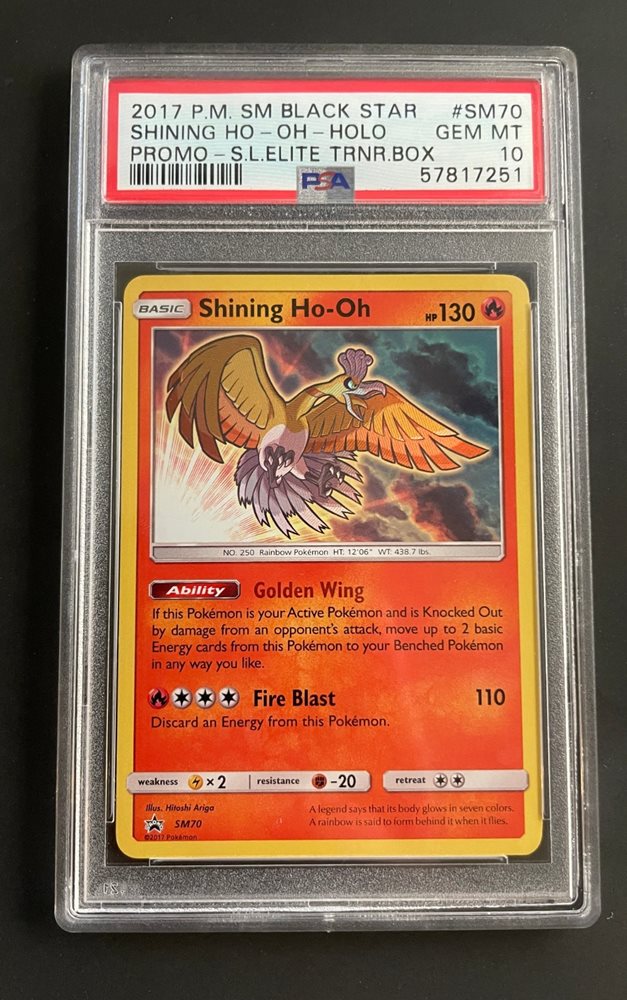 2017 P.M. SM BLACK STAR #SM70
SHINING HO-OH-HOLO GEM MT
PROMO-S.L.ELITE TRNR.BOX 10
PSA 57817251
BASIC Shining Ho-Oh HP 130
NO. 250 Rainbow Pokémon HT: 12'06" WT: 438.7 lbs.
Ability Golden Wing
If this Pokémon is your Active Pokémon and is Knocked Out
by damage from an opponent's attack, move up to 2 basic
Energy cards from this Pokémon to your Benched Pokémon
in any way you like.
Fire Blast 110
Discard an Energy from this Pokémon.
weakness ×2 resistance -20 retreat
Illus. Hitoshi Ariga
A legend says that its body glows in seven colors.
PROMO SM70
A rainbow is said to form behind it when it flies.
©2017 Pokémon